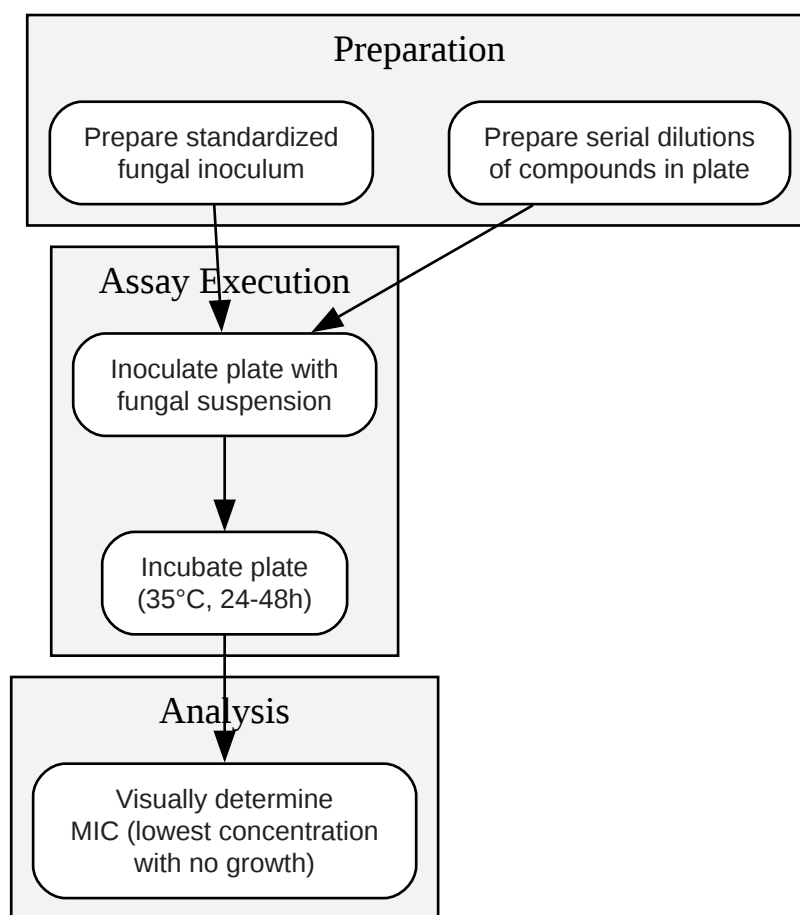 Preparation
Prepare standardized
fungal inoculum
Prepare serial dilutions
of compounds in plate
Assay Execution
Inoculate plate with
fungal suspension
Incubate plate
(35°C, 24-48h)
Analysis
Visually determine
MIC (lowest concentration
with no growth)